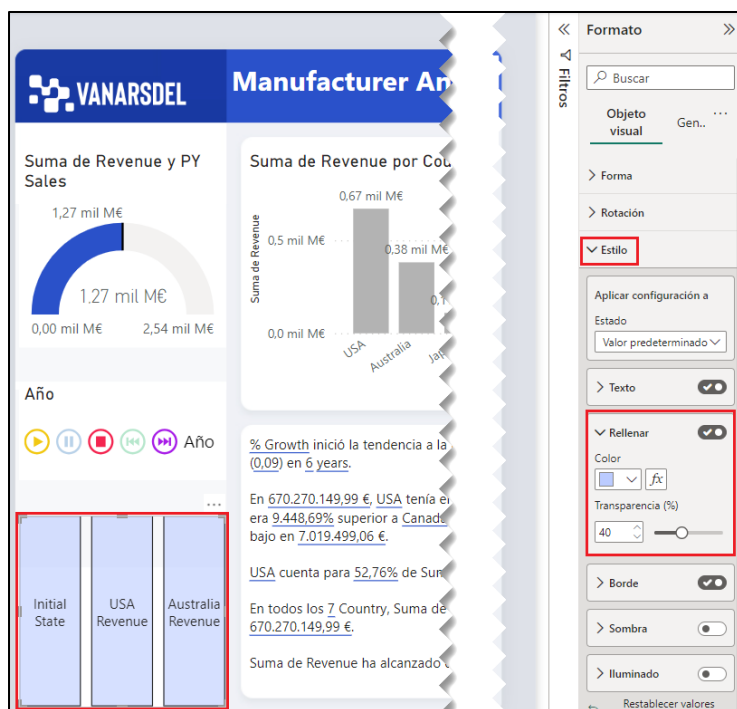 VANARSDEL
Manufacturer An
Suma de Revenue y PY
Sales
1,27 mil M€
1,27 mil M€
0,00 mil M€
2,54 mil M€
Suma de Revenue por Cou
Suma de Revenue
0,67 mil M€
0,5 mil M€
0,38 mil M€
0,1
0,0 mil M€
USA
Australia
Jap
Año
Año
% Growth inició la tendencia a la
(0,09) en 6 years.
En 670.270.149,99 €, USA tenía el
era 9.448,69% superior a Canada
bajo en 7.019.499,06 €.
USA cuenta para 52,76% de Sum
En todos los 7 Country, Suma de
670.270.149,99 €.
Suma de Revenue ha alcanzado
Initial
State
USA
Revenue
Australia
Revenue
Filtros
Formato
Buscar
Objeto
visual
Gen..
Forma
Rotación
Estilo
Aplicar configuración a
Estado
Valor predeterminado
Texto
Rellenar
Color
fx
Transparencia (%)
40
Borde
Sombra
Iluminado
Restablecer valores